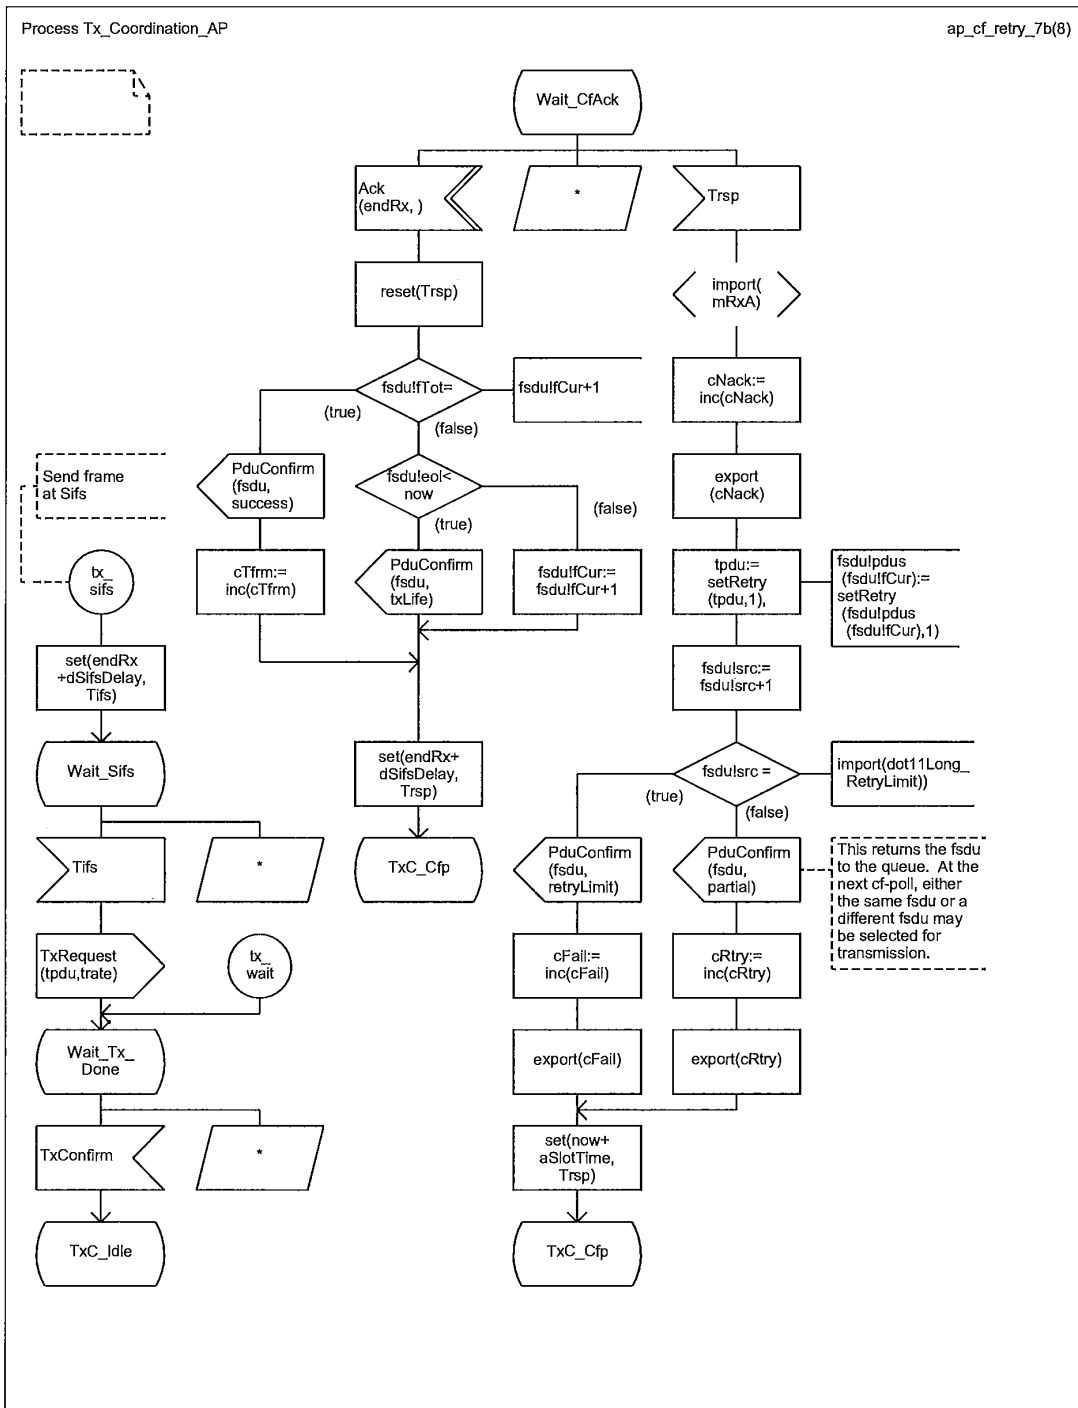 Process Tx_Coordination_AP
ap_cf_retry_7b(8)
Wait_CfAck
Ack
(endRx, )
*
Trsp
reset(Trsp)
import(
mRxA)
fsdu!fTot=
fsdu!fCur+1
(true)
(false)
cNack:=
inc(cNack)
Send frame
at Sifs
PduConfirm
(fsdu,
success)
fsdu!eol<
now
(true)
(false)
export
(cNack)
tx_
sifs
cTfrm:=
inc(cTfrm)
PduConfirm
(fsdu,
txLife)
fsdu!fCur:=
fsdu!fCur+1
tpdu:=
setRetry
(tpdu,1),
fsdu!pdus
(fsdu!fCur):=
setRetry
(fsdu!pdus
(fsdu!fCur),1)
set(endRx
+dSifsDelay,
Tifs)
fsdu!src:=
fsdu!src+1
Wait_Sifs
set(endRx+
dSifsDelay,
Trsp)
fsdu!src =
import(dot11Long_
RetryLimit))
(true)
(false)
Tifs
*
TxC_Cfp
PduConfirm
(fsdu,
retryLimit)
PduConfirm
(fsdu,
partial)
This returns the fsdu
to the queue. At the
next cf-poll, either
the same fsdu or a
different fsdu may
be selected for
transmission.
TxRequest
(tpdu,trate)
tx_
wait
cFail:=
inc(cFail)
cRtry:=
inc(cRtry)
Wait_Tx_
Done
export(cFail)
export(cRtry)
TxConfirm
*
set(now+
aSlotTime,
Trsp)
TxC_Idle
TxC_Cfp